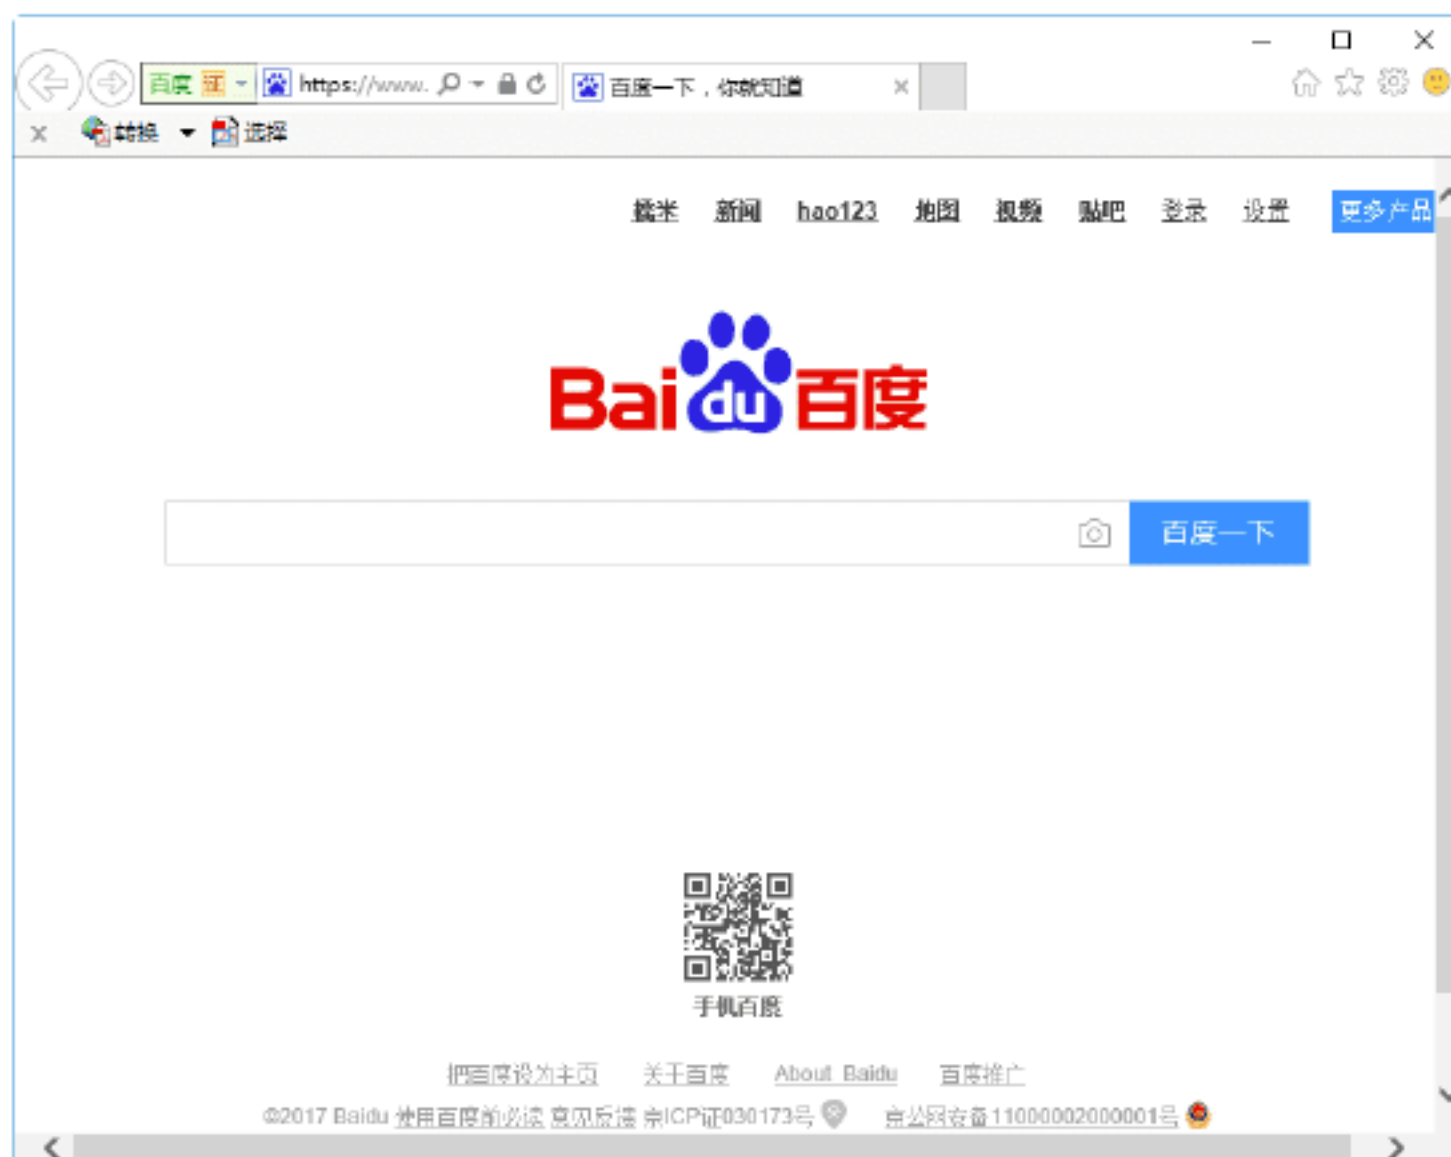 百度 证 https://www. 百度一下，你就知道
转换 选择
糯米 新闻 hao123 地图 视频 贴吧 登录 设置 更多产品
Bai du 百度
百度一下
手机百度
把百度设为主页 关于百度 About Baidu 百度推广
©2017 Baidu 使用百度前必读 意见反馈 京ICP证030173号 京公网安备11000002000001号